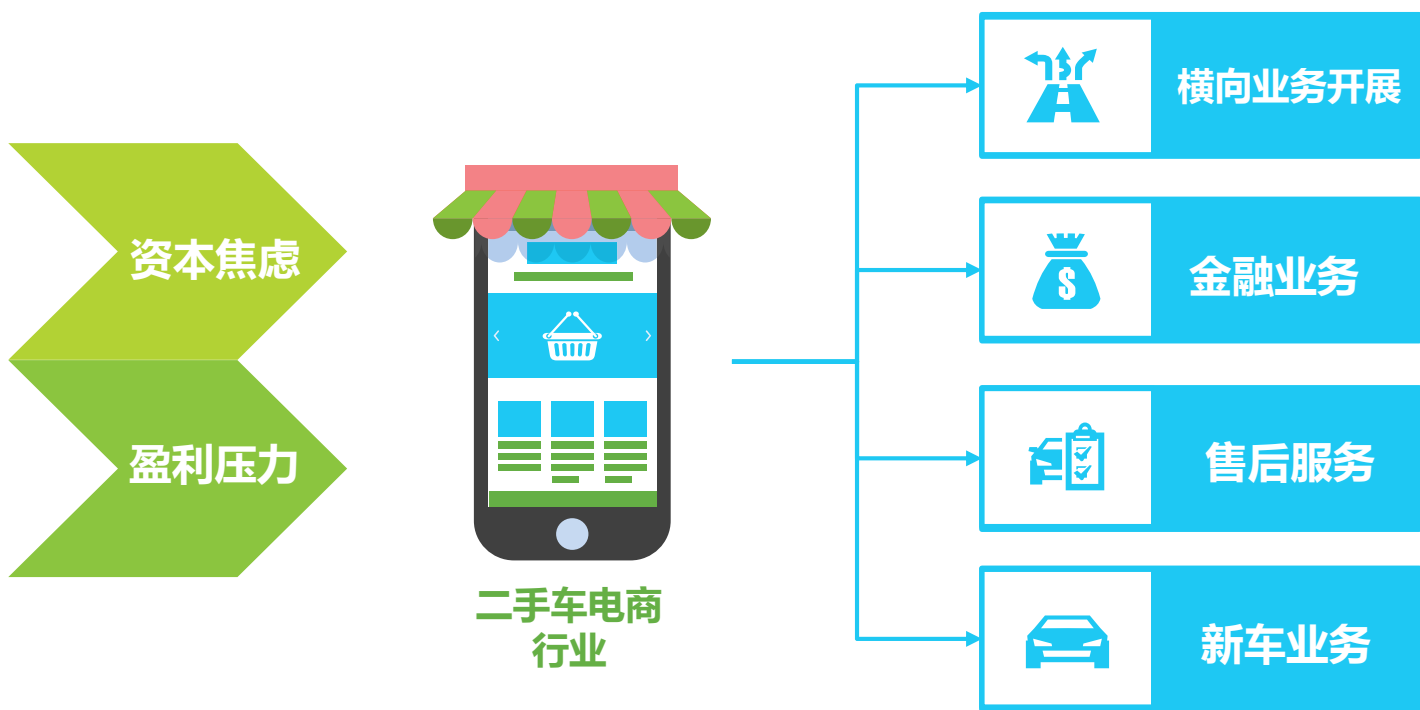 资本焦虑
盈利压力
二手车电商
行业
横向业务开展
金融业务
售后服务
新车业务